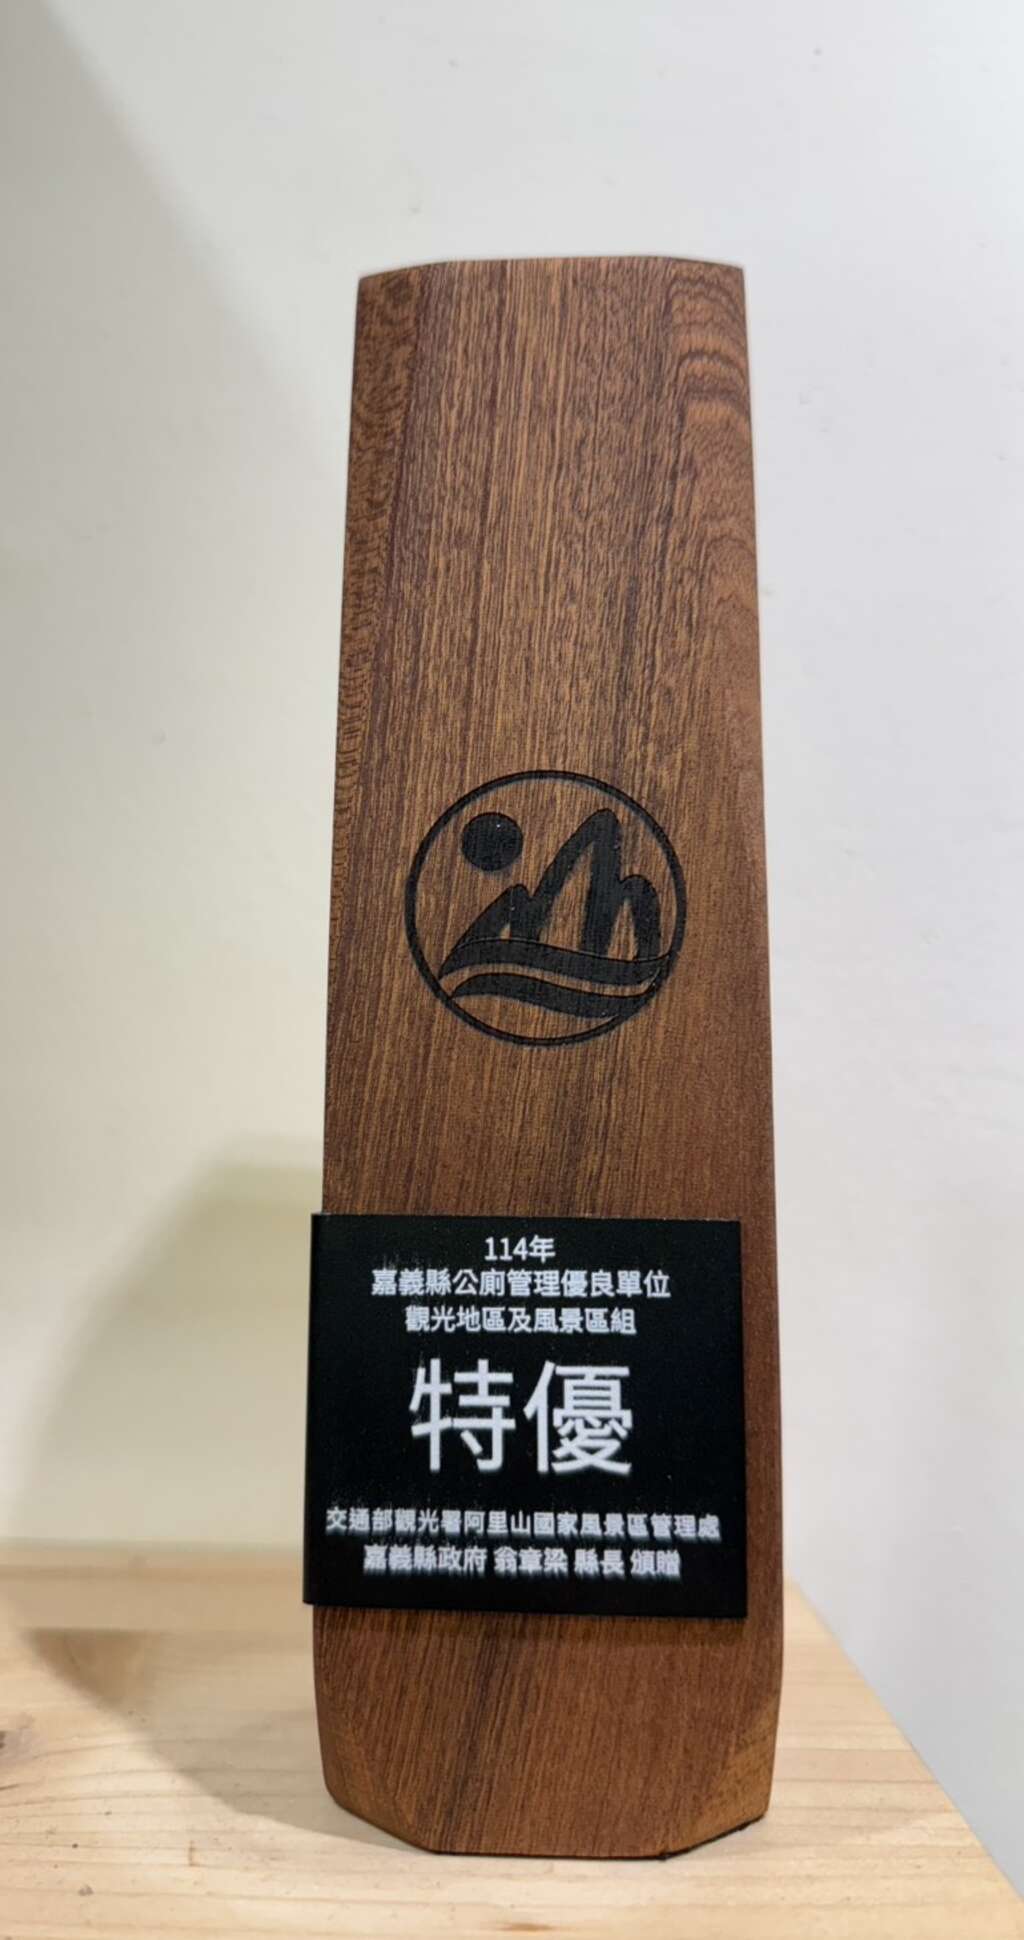 114年
嘉義縣公廁管理優良單位
觀光地區及風景區組
特優
交通部觀光署阿里山國家風景區管理處
嘉義縣政府 翁章梁 縣長 頒贈